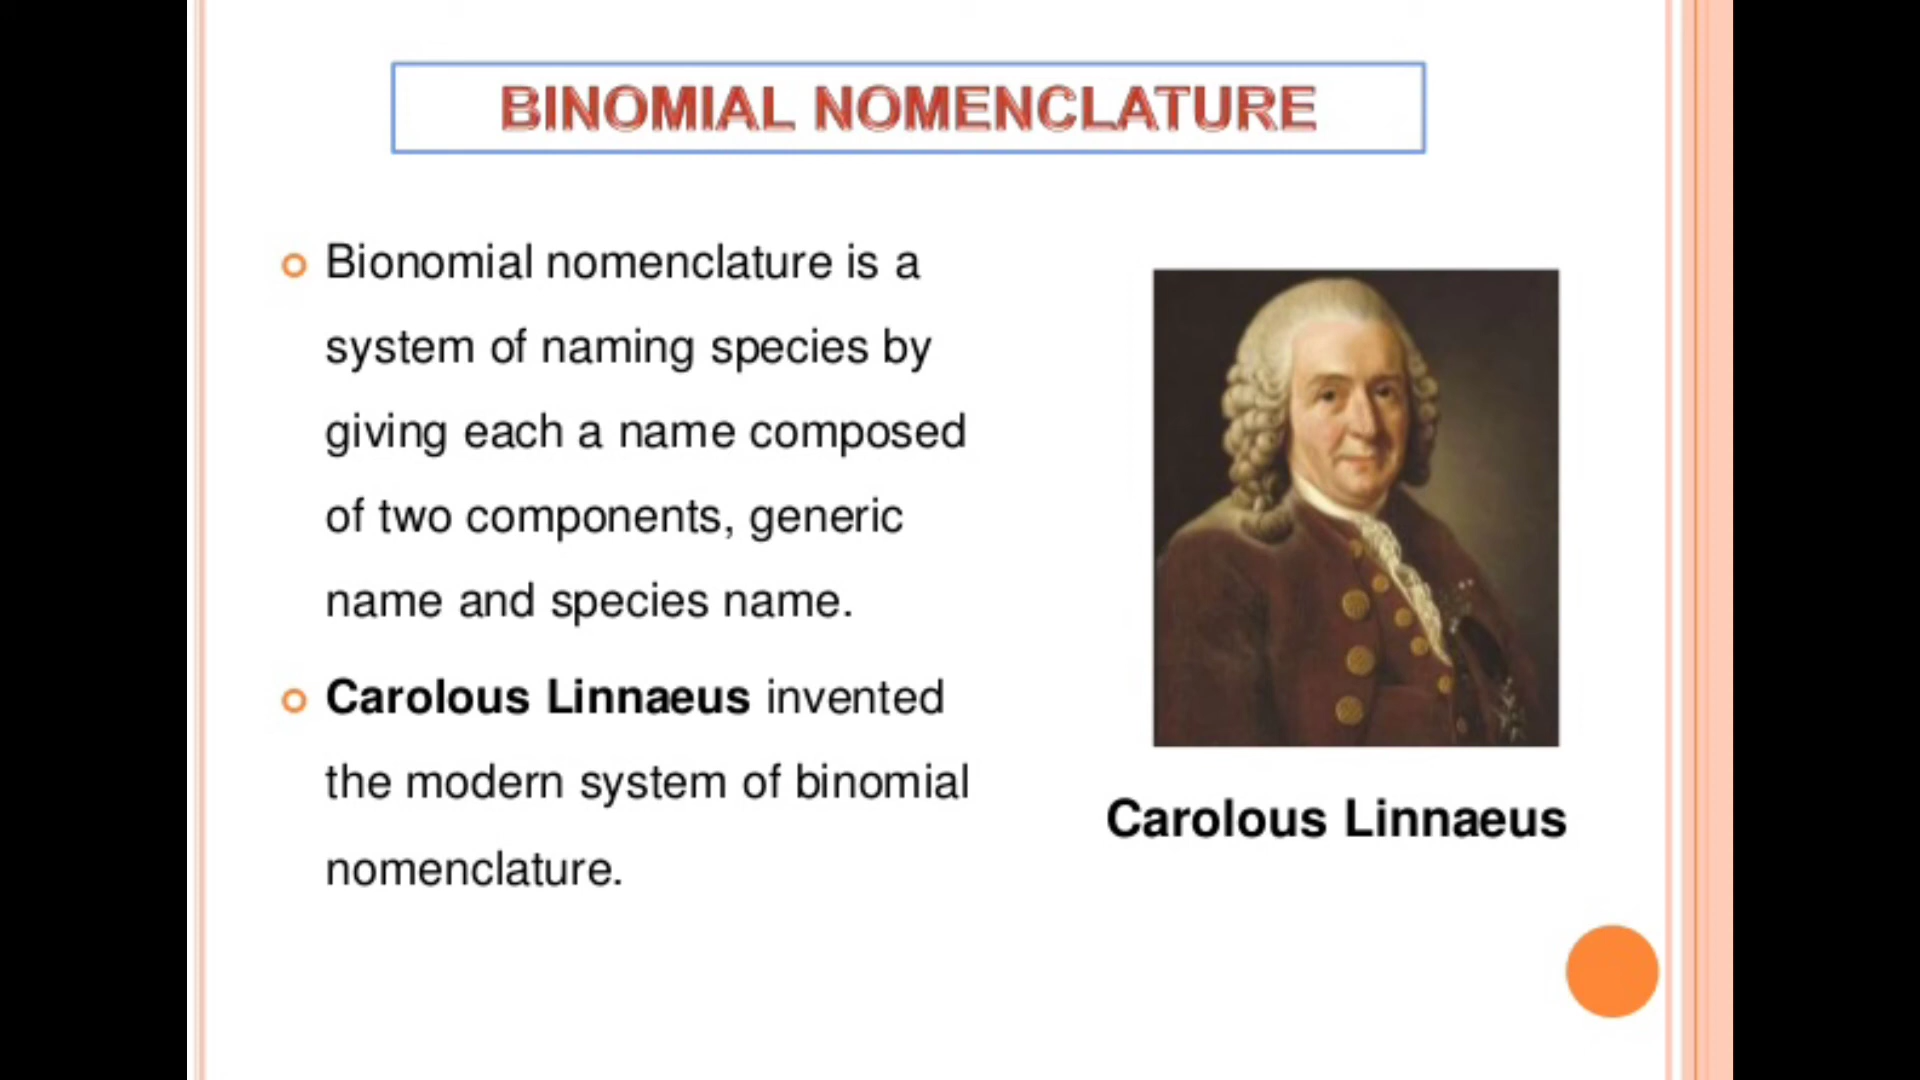 BINOMIAL NOMENCLATURE
Bionomial nomenclature is a
system of naming species by
giving each a name composed
of two components, generic
name and species name.
Carolous Linnaeus invented
the modern system of binomial
nomenclature.
Carolous Linnaeus